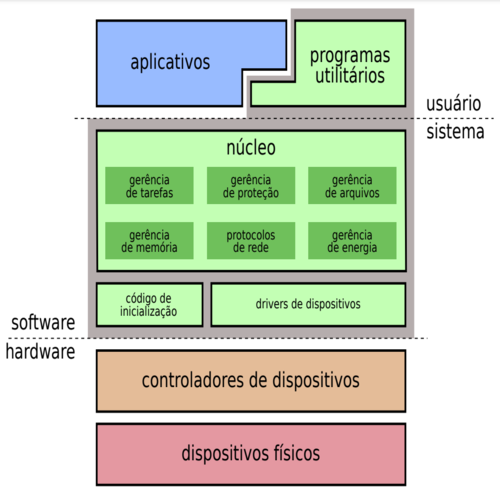 aplicativos
programas
utilitários
usuário
sistema
núcleo
gerência
de tarefas
gerência
de proteção
gerência
de arquivos
gerência
de memória
protocolos
de rede
gerência
de energia
código de
inicialização
drivers de dispositivos
software
hardware
controladores de dispositivos
dispositivos físicos